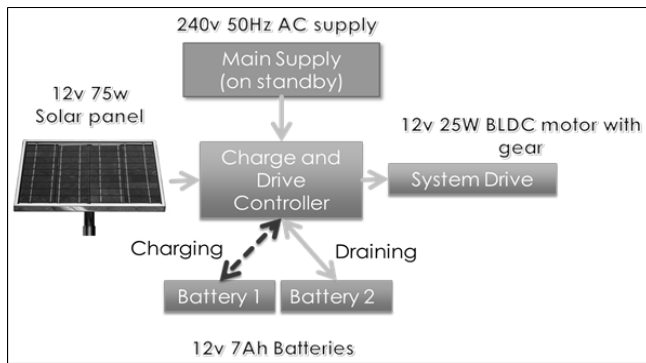 240v 50Hz AC supply
Main Supply
(on standby)
12v 75w
Solar panel
12v 25W BLDC motor with
gear
Charge and
Drive
Controller
System Drive
Charging
Draining
Battery 1
Battery 2
12v 7Ah Batteries